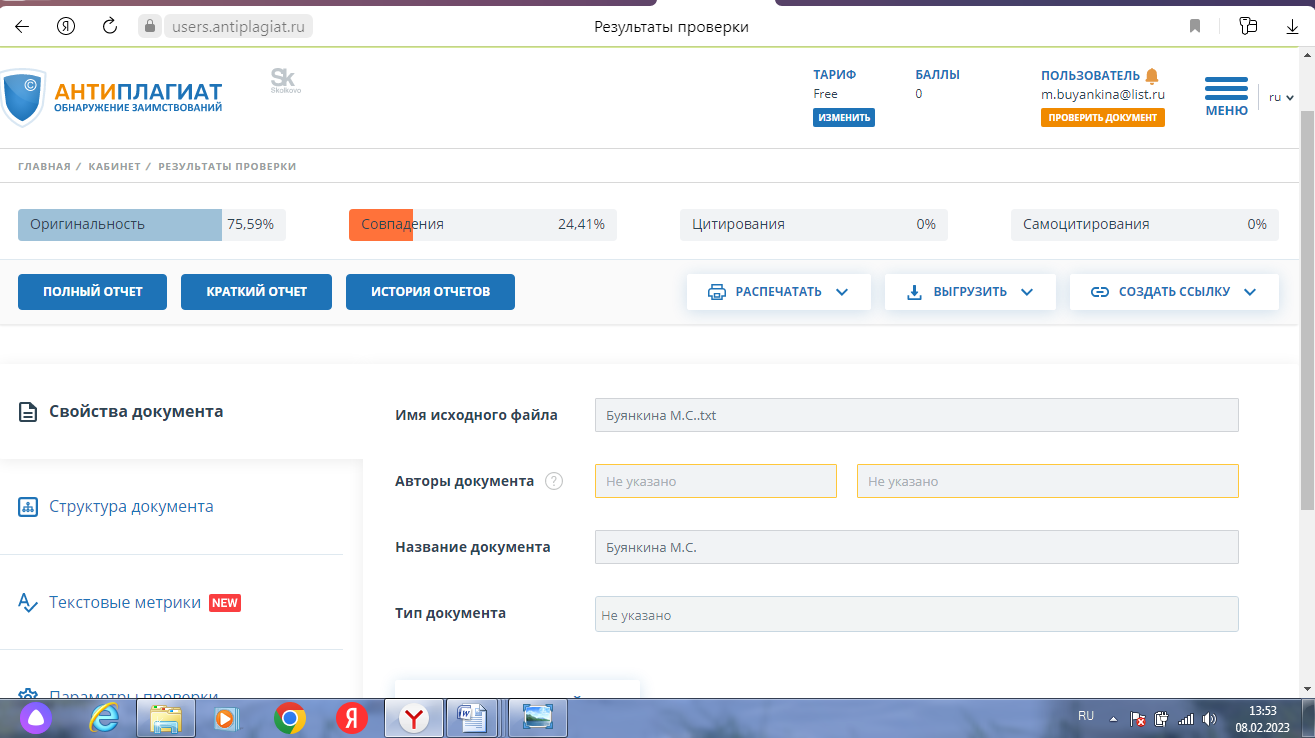 users.antiplagiat.ru
Результаты проверки
АНТИПЛАГИАТ
ОБНАРУЖЕНИЕ ЗАИМСТВОВАНИЙ
Sk
Skolkovo
ТАРИФ
Free
ИЗМЕНИТЬ
БАЛЛЫ
0
ПОЛЬЗОВАТЕЛЬ
m.buyankina@list.ru
ПРОВЕРИТЬ ДОКУМЕНТ
МЕНЮ
ru
ГЛАВНАЯ / КАБИНЕТ / РЕЗУЛЬТАТЫ ПРОВЕРКИ
Оригинальность 75,59%
Совпадения 24,41%
Цитирования 0%
Самоцитирования 0%
ПОЛНЫЙ ОТЧЕТ
КРАТКИЙ ОТЧЕТ
ИСТОРИЯ ОТЧЕТОВ
РАСПЕЧАТАТЬ
ВЫГРУЗИТЬ
СОЗДАТЬ ССЫЛКУ
Свойства документа
Структура документа
Текстовые метрики NEW
Параметры проверки
Имя исходного файла Буянкина М.С..txt
Авторы документа ? Не указано Не указано
Название документа Буянкина М.С.
Тип документа Не указано
RU
13:53
08.02.2023